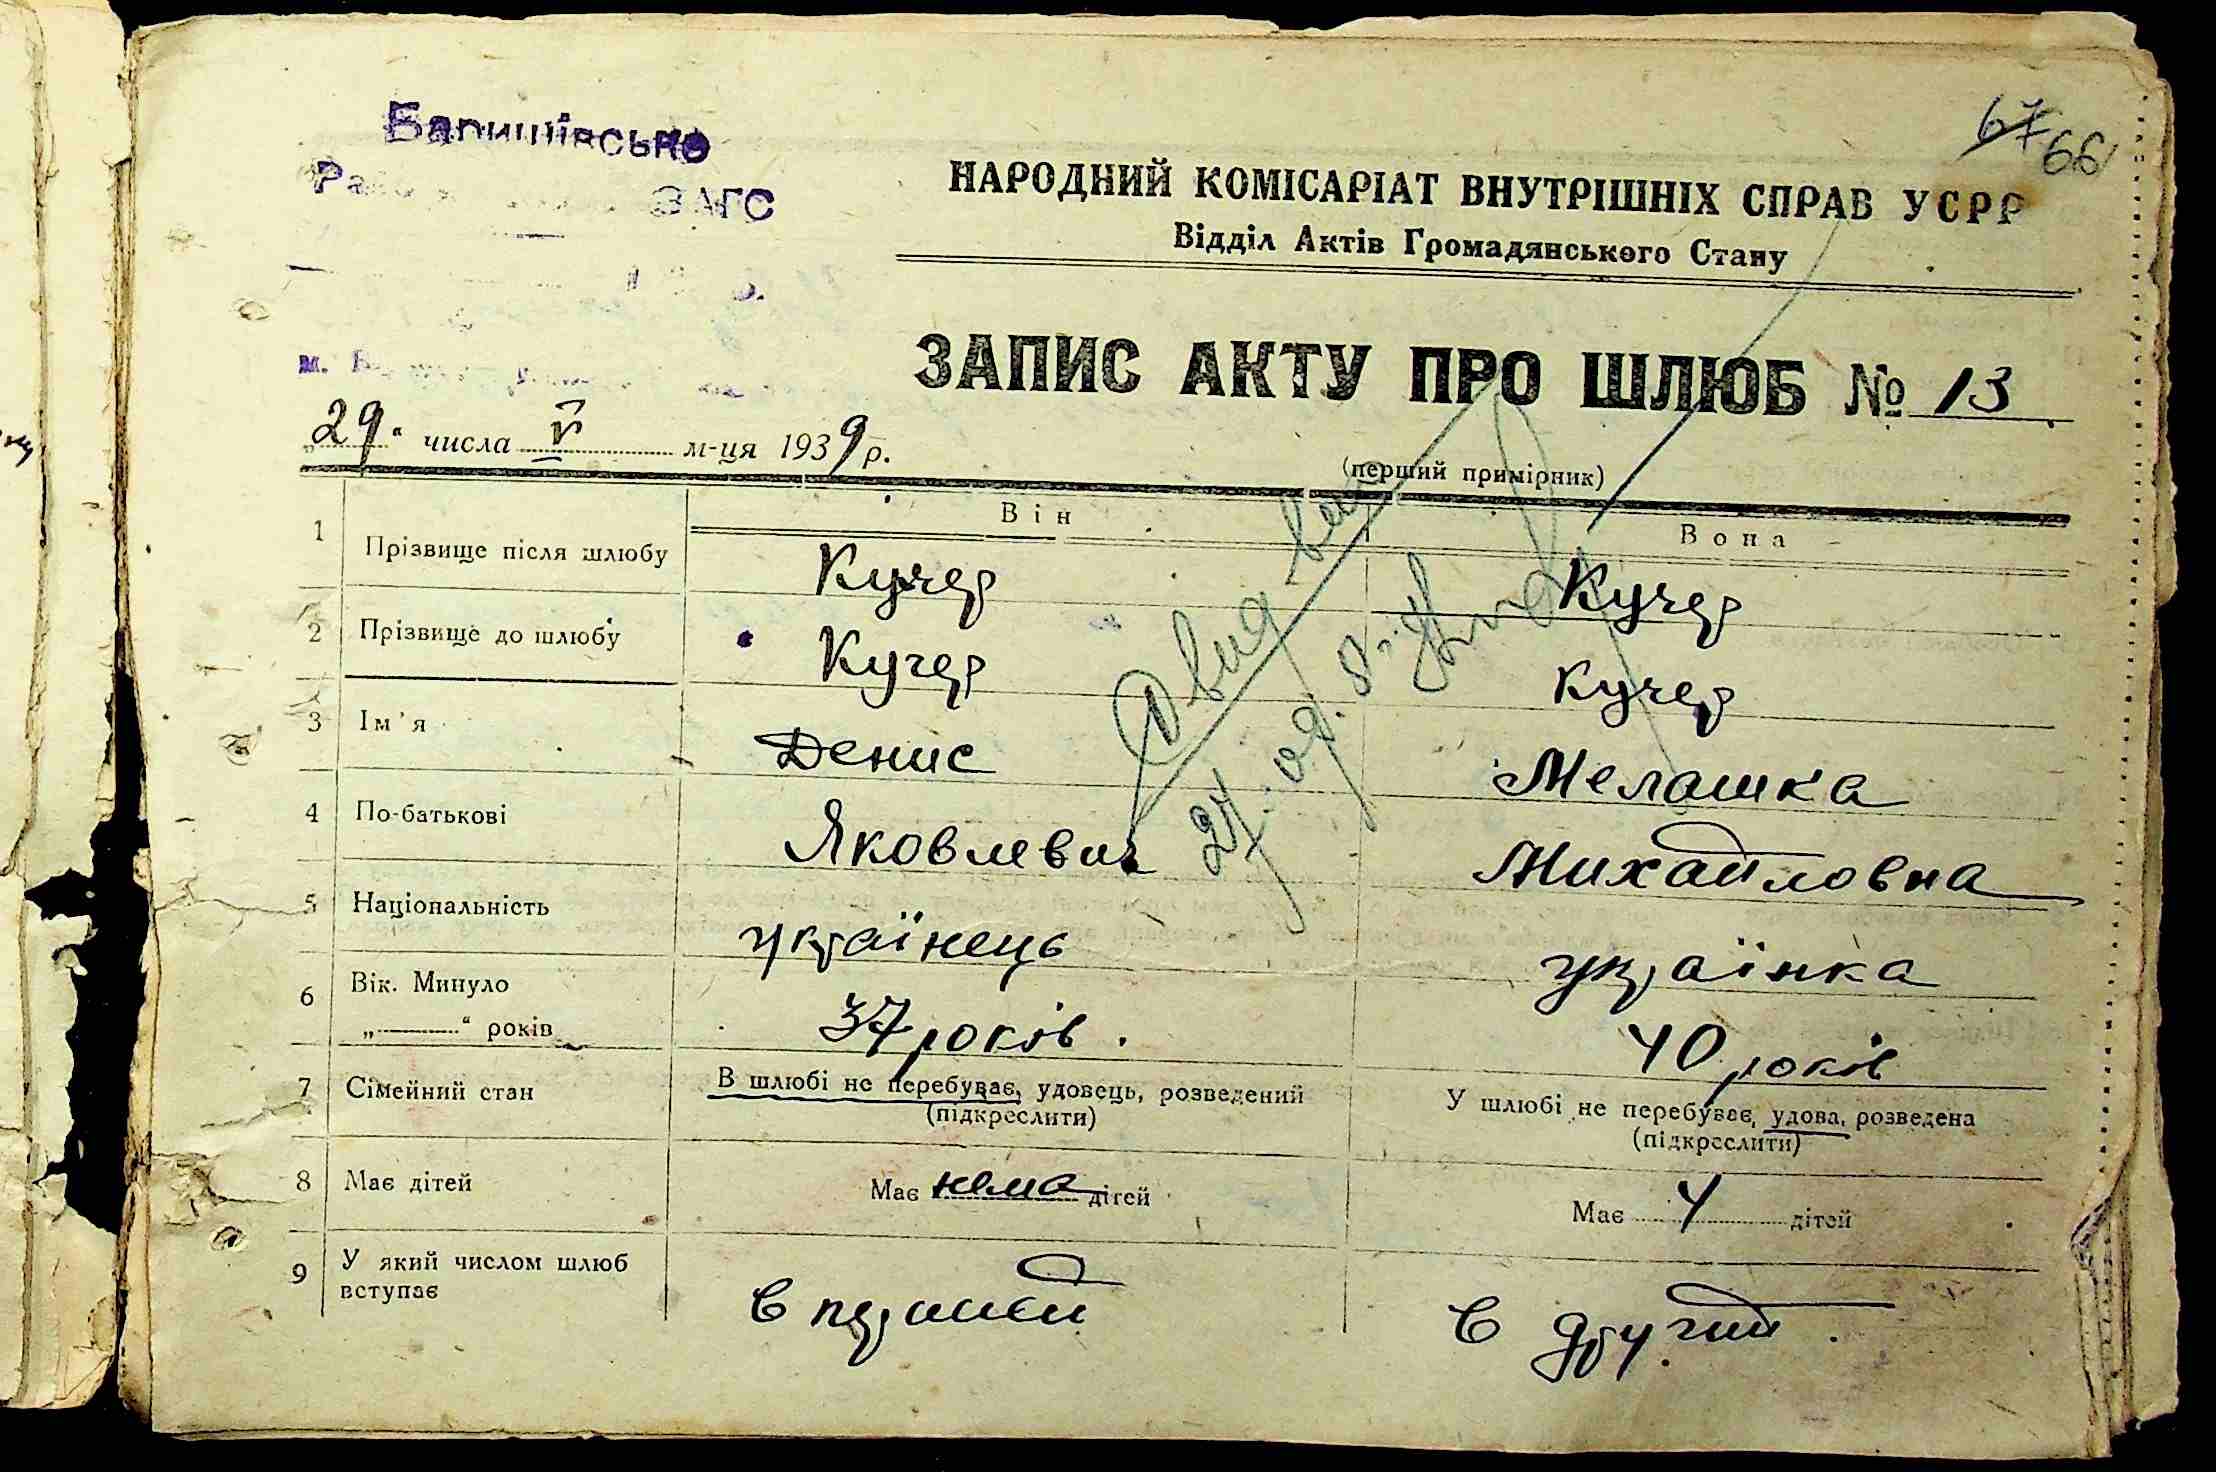 67 66
Баришівсько
ЗАГС
НАРОДНИЙ КОМІСАРІАТ ВНУТРІШНІХ СПРАВ УСРР
Відділ Актів Громадянського Стану
ЗАПИС АКТУ ПРО ШЛЮБ № 13
м.
„29“ числа V м-ця 1939 р.
(перший примірник)
Він Вона
1 Прізвище після шлюбу Кучер Кучер
2 Прізвище до шлюбу Кучер Кучер
3 Ім'я Денис Мелашка
4 По-батькові Яковлевич Михайловна
5 Національність українець українка
6 Вік. Минуло
„ “ років 37 років. 40 років
7 Сімейний стан В шлюбі не перебуває, удовець, розведений У шлюбі не перебуває, удова, розведена
(підкреслити) (підкреслити)
8 Має дітей Має нема дітей Має 4 дітей
9 У який числом шлюб
вступає в першей в другий.